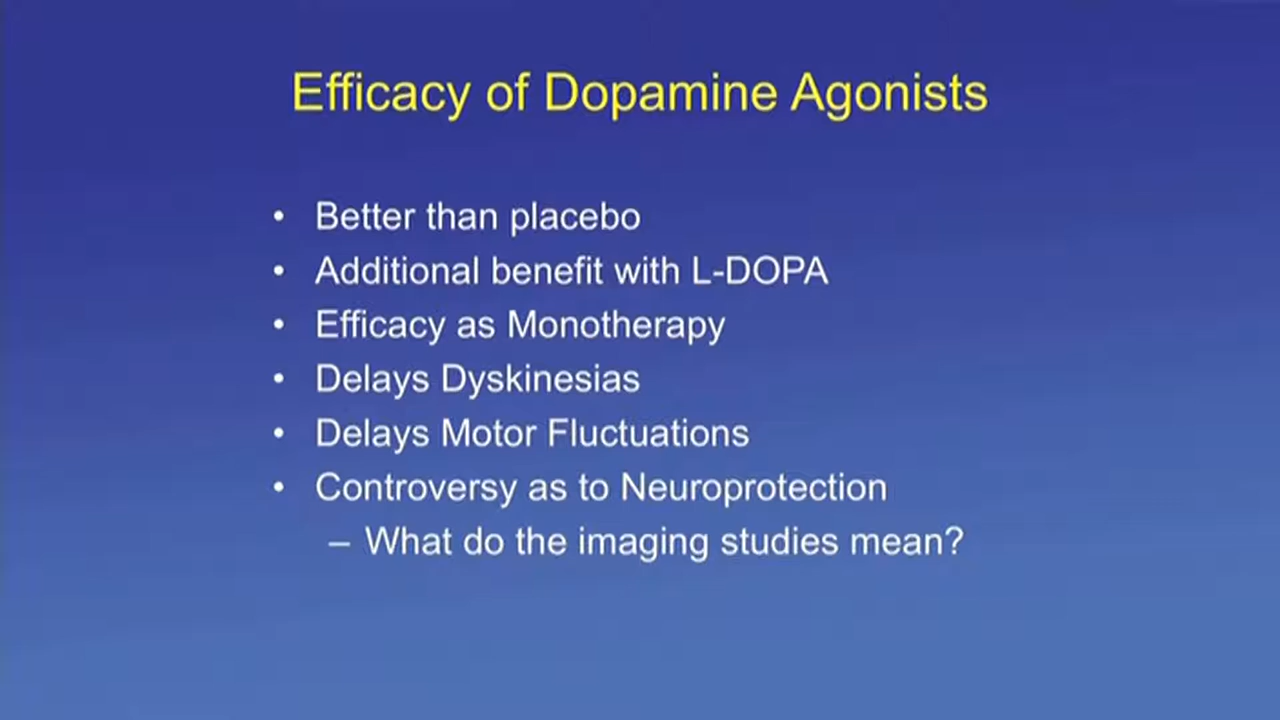 Efficacy of Dopamine Agonists
• Better than placebo
• Additional benefit with L-DOPA
• Efficacy as Monotherapy
• Delays Dyskinesias
• Delays Motor Fluctuations
• Controversy as to Neuroprotection
– What do the imaging studies mean?